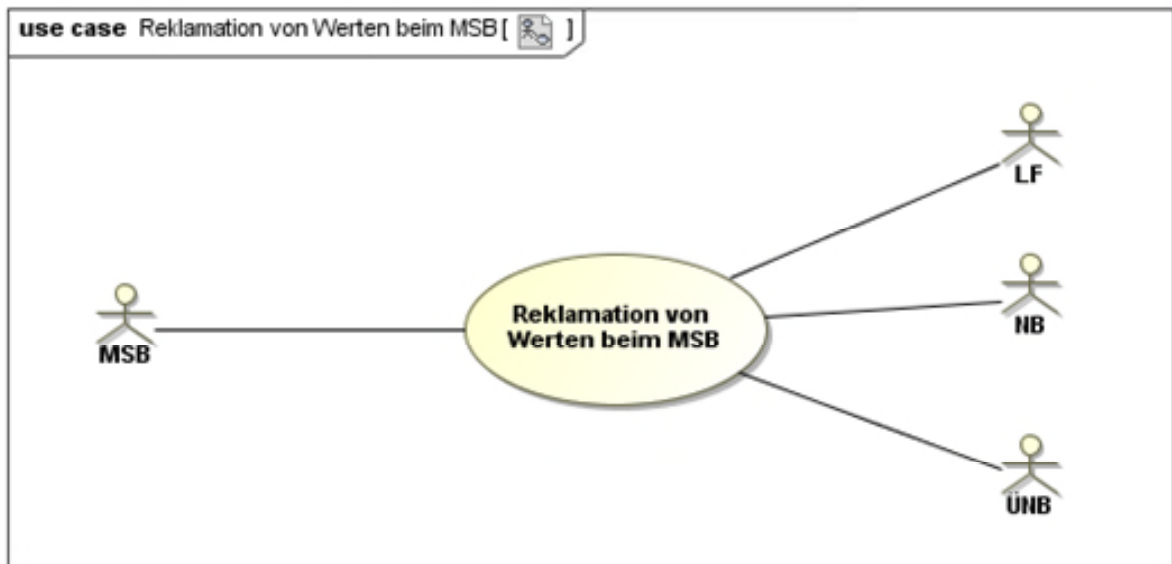 use case Reklamation von Werten beim MSB [ ]
LF
NB
MSB
Reklamation von
Werten beim MSB
ÜNB